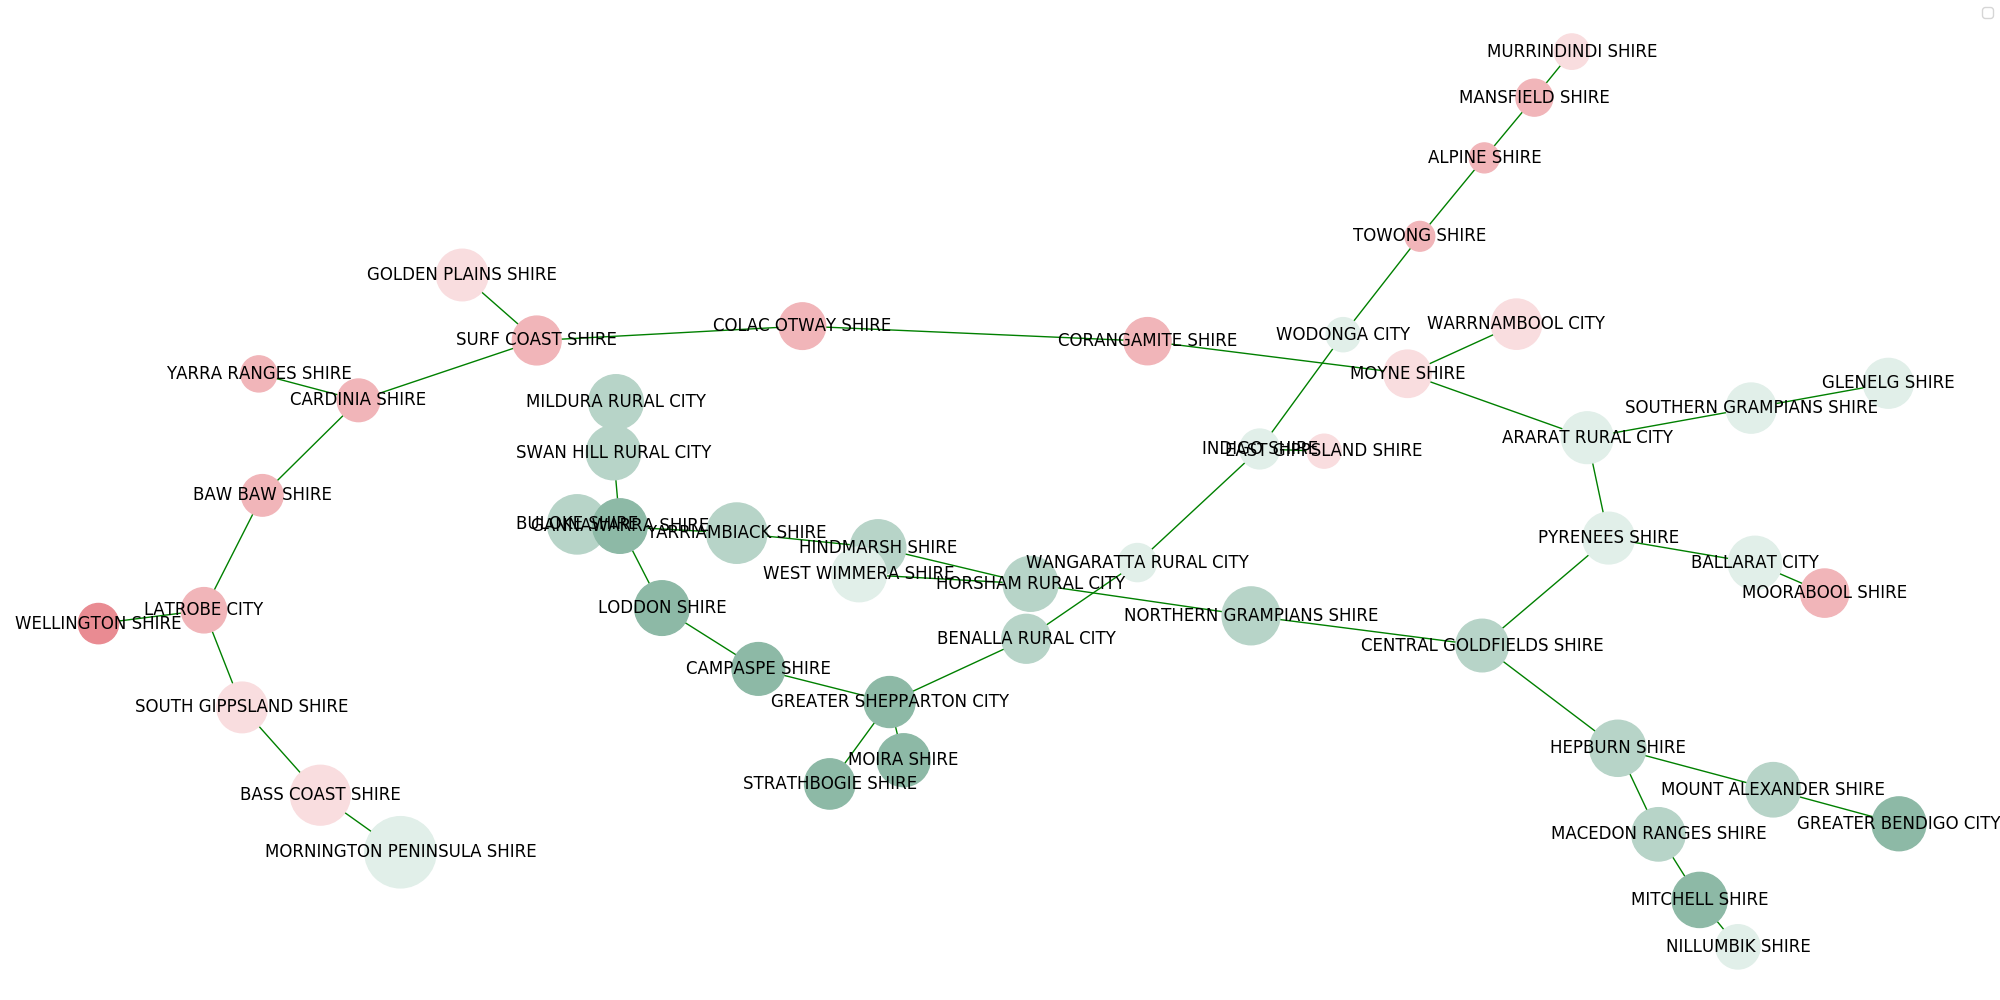 MURRINDINDI SHIRE
MANSFIELD SHIRE
ALPINE SHIRE
TOWONG SHIRE
GOLDEN PLAINS SHIRE
WARRNAMBOOL CITY
COLAC OTWAY SHIRE
WODONGA CITY
SURF COAST SHIRE
CORANGAMITE SHIRE
YARRA RANGES SHIRE
MOYNE SHIRE
GLENELG SHIRE
CARDINIA SHIRE
MILDURA RURAL CITY
SOUTHERN GRAMPIANS SHIRE
ARARAT RURAL CITY
INDIGO SHIRE
EAST GIPPSLAND SHIRE
SWAN HILL RURAL CITY
BAW BAW SHIRE
BULOKE SHIRE
GANNAWARRA SHIRE
YARRIAMBIACK SHIRE
PYRENEES SHIRE
HINDMARSH SHIRE
WANGARATTA RURAL CITY
BALLARAT CITY
WEST WIMMERA SHIRE
HORSHAM RURAL CITY
MOORABOOL SHIRE
LATROBE CITY
LODDON SHIRE
NORTHERN GRAMPIANS SHIRE
WELLINGTON SHIRE
BENALLA RURAL CITY
CENTRAL GOLDFIELDS SHIRE
CAMPASPE SHIRE
GREATER SHEPPARTON CITY
SOUTH GIPPSLAND SHIRE
HEPBURN SHIRE
MOIRA SHIRE
STRATHBOGIE SHIRE
MOUNT ALEXANDER SHIRE
BASS COAST SHIRE
GREATER BENDIGO CITY
MACEDON RANGES SHIRE
MORNINGTON PENINSULA SHIRE
MITCHELL SHIRE
NILLUMBIK SHIRE